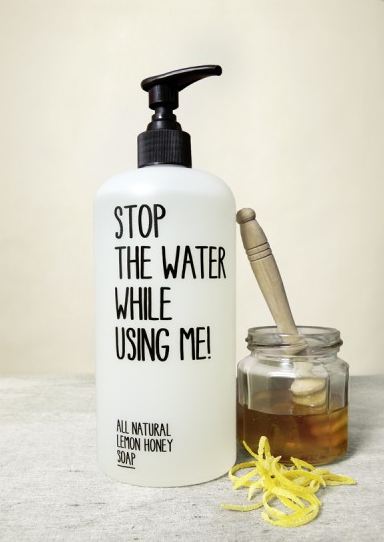 STOP
THE WATER
WHILE
USING ME!
ALL NATURAL
LEMON HONEY
SOAP